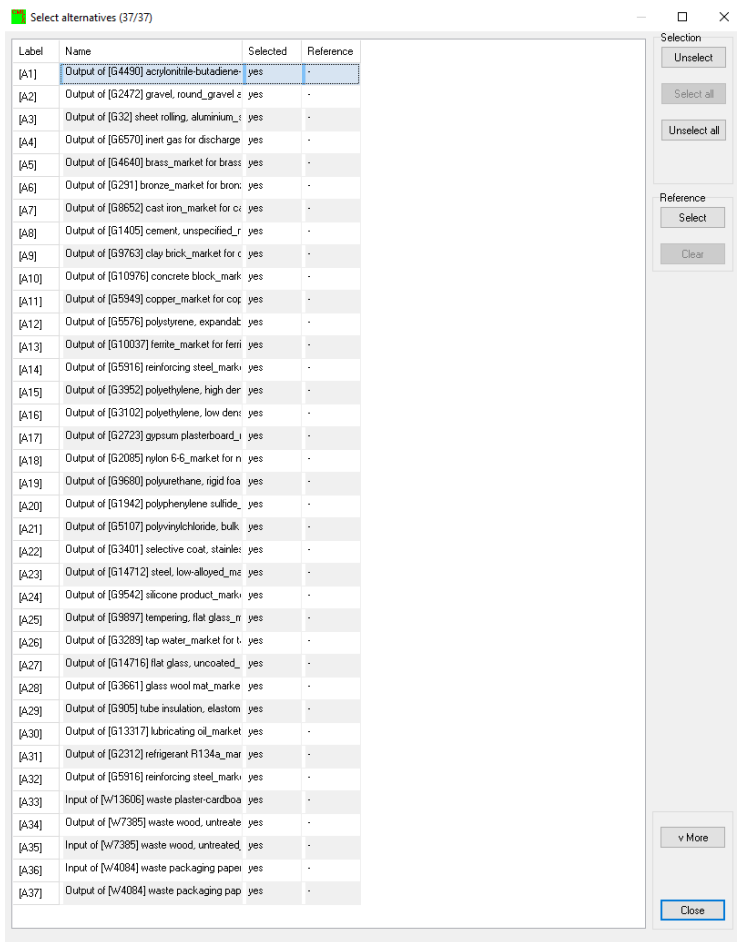 Select alternatives (37/37)
Label Name Selected Reference
[A1] Output of [G4490] acrylonitrile-butadiene- yes -
[A2] Output of [G2472] gravel, round_gravel a yes -
[A3] Output of [G32] sheet rolling, aluminium_s yes -
[A4] Output of [G6570] inert gas for discharge yes -
[A5] Output of [G4640] brass_market for brass yes -
[A6] Output of [G291] bronze_market for bron: yes -
[A7] Output of [G8652] cast iron_market for ca yes -
[A8] Output of [G1405] cement, unspecified_r yes -
[A9] Output of [G9763] clay brick_market for c yes -
[A10] Output of [G10976] concrete block_mark yes -
[A11] Output of [G5949] copper_market for cop yes -
[A12] Output of [G5576] polystyrene, expandab yes -
[A13] Output of [G10037] ferrite_market for ferri yes -
[A14] Output of [G5916] reinforcing steel_mark yes -
[A15] Output of [G3952] polyethylene, high der yes -
[A16] Output of [G3102] polyethylene, low dens yes -
[A17] Output of [G2723] gypsum plasterboard_ yes -
[A18] Output of [G2085] nylon 6-6_market for n yes -
[A19] Output of [G9680] polyurethane, rigid foa yes -
[A20] Output of [G1942] polyphenylene sulfide_ yes -
[A21] Output of [G5107] polyvinylchloride, bulk yes -
[A22] Output of [G3401] selective coat, stainles yes -
[A23] Output of [G14712] steel, low-alloyed_ma yes -
[A24] Output of [G9542] silicone product_mark yes -
[A25] Output of [G9897] tempering, flat glass_m yes -
[A26] Output of [G3289] tap water_market for t. yes -
[A27] Output of [G14716] flat glass, uncoated_ yes -
[A28] Output of [G3661] glass wool mat_marke yes -
[A29] Output of [G905] tube insulation, elastom yes -
[A30] Output of [G13317] lubricating oil_market yes -
[A31] Output of [G2312] refrigerant R134a_mar yes -
[A32] Output of [G5916] reinforcing steel_mark yes -
[A33] Input of [W13606] waste plaster-cardboa yes -
[A34] Output of [W7385] waste wood, untreate yes -
[A35] Input of [W7385] waste wood, untreated_ yes -
[A36] Input of [W4084] waste packaging paper yes -
[A37] Output of [W4084] waste packaging pap yes -
Selection
Unselect
Select all
Unselect all
Reference
Select
Clear
v More
Close